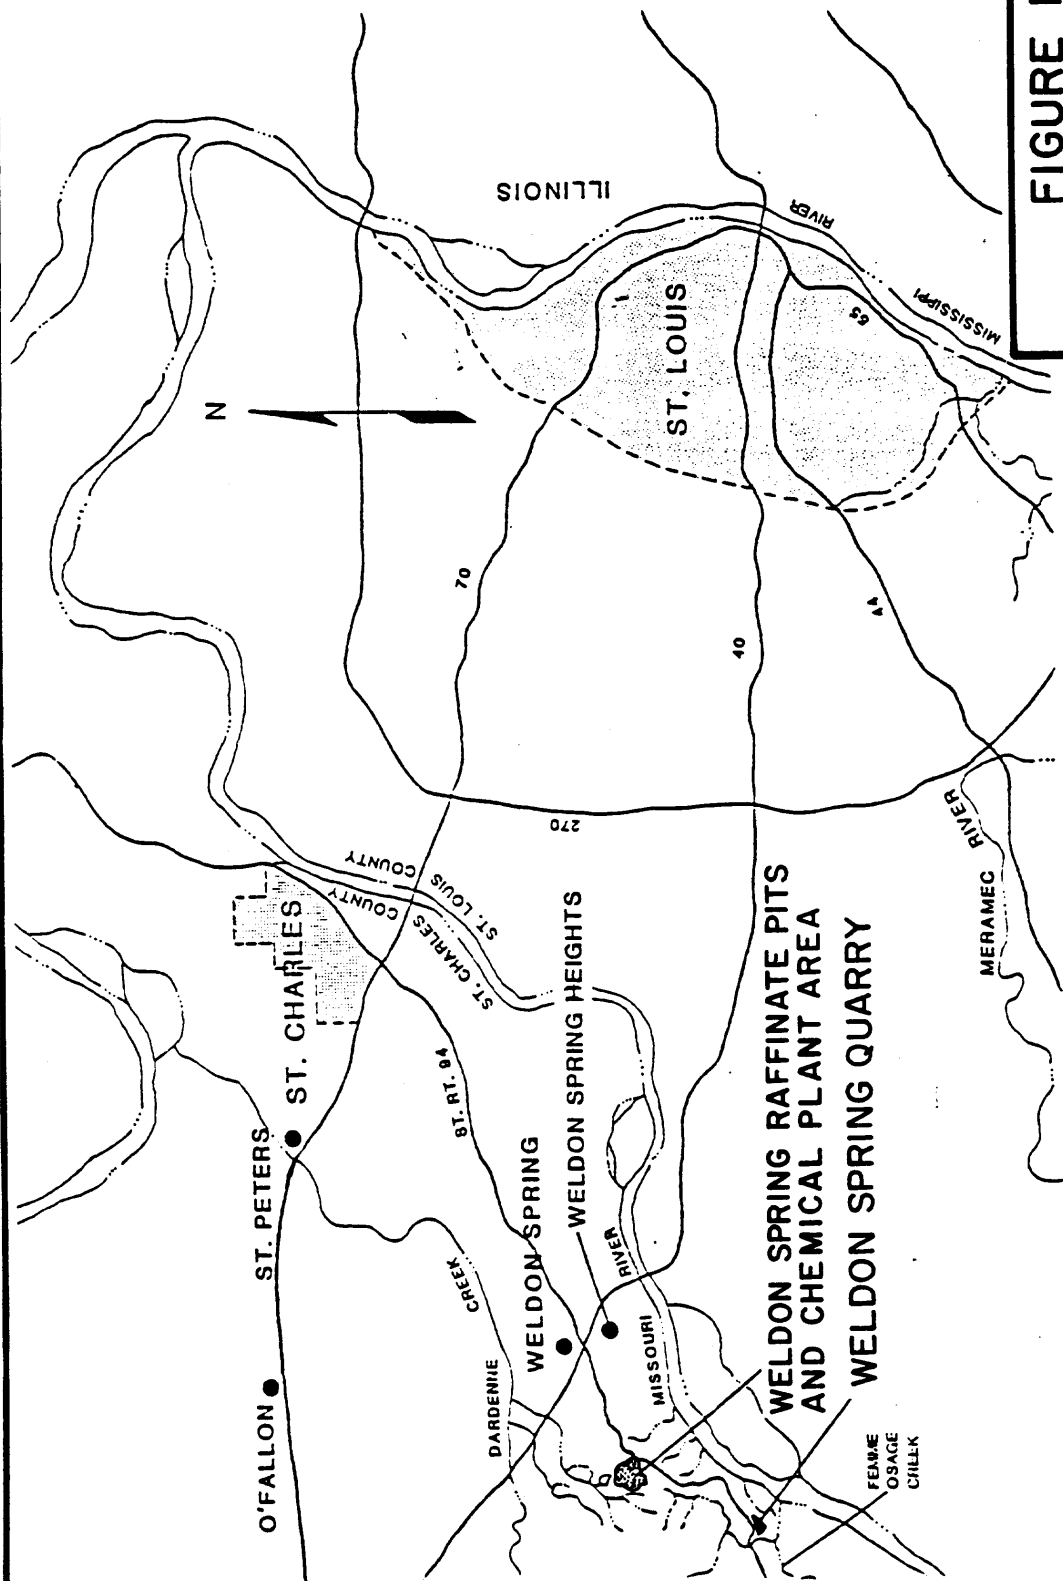 FIGURE
N
ILLINOIS
MISSISSIPPI
RIVER
ST. LOUIS
55
70
40
44
270
ST. LOUIS COUNTY
ST. CHARLES COUNTY
ST. CHARLES
ST. PETERS
O'FALLON
ST. RT. 94
DARDENNE
CREEK
WELDON SPRING
WELDON SPRING HEIGHTS
MISSOURI
RIVER
MERAMEC
RIVER
WELDON SPRING RAFFINATE PITS
AND CHEMICAL PLANT AREA
WELDON SPRING QUARRY
FEMME
OSAGE
CREEK